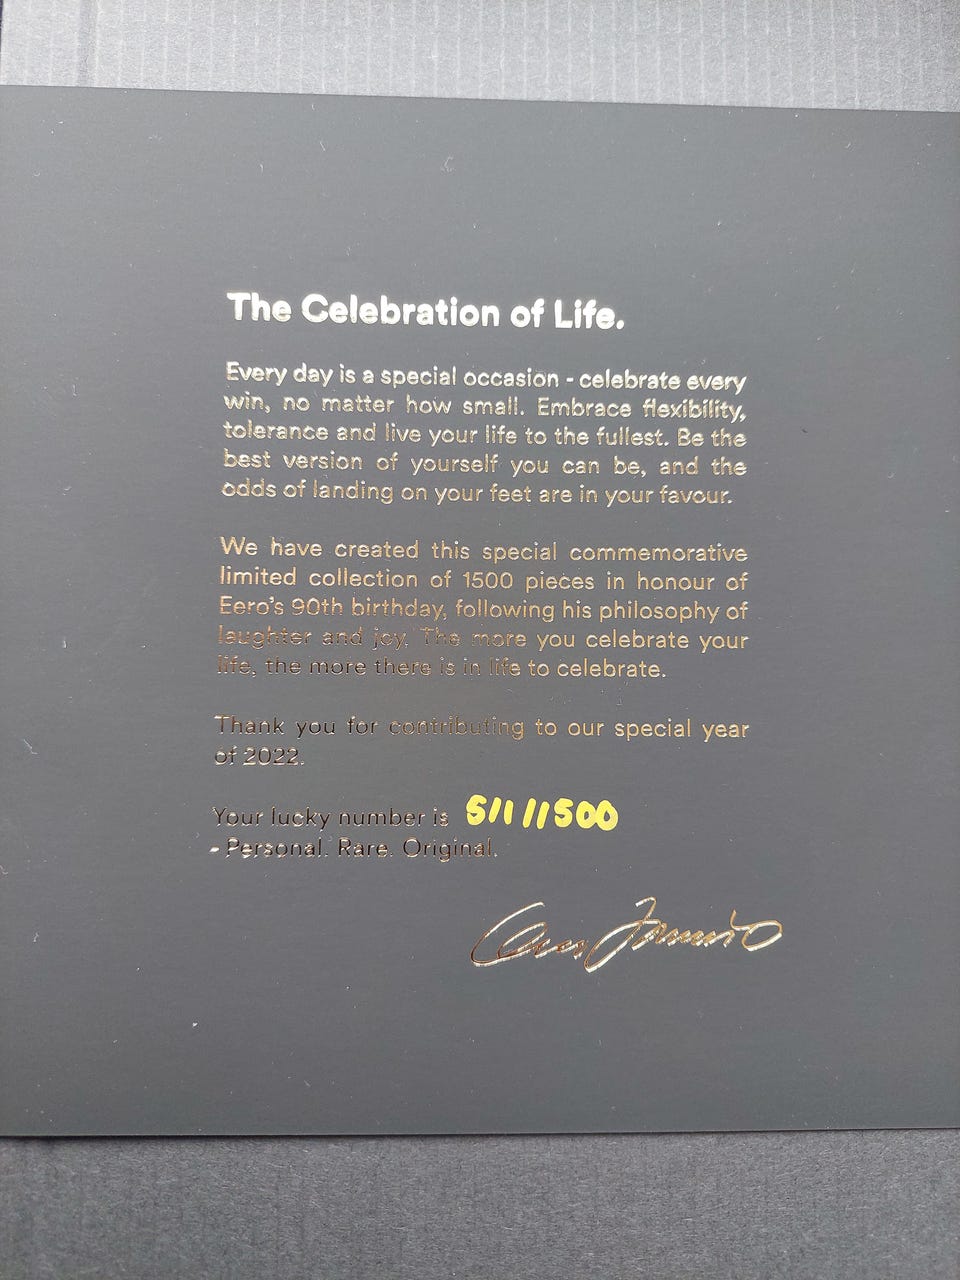 The Celebration of Life.
Every day is a special occasion - celebrate every
win, no matter how small. Embrace flexibility,
tolerance and live your life to the fullest. Be the
best version of yourself you can be, and the
odds of landing on your feet are in your favour.
We have created this special commemorative
limited collection of 1500 pieces in honour of
Eero's 90th birthday, following his philosophy of
laughter and joy. The more you celebrate your
life, the more there is in life to celebrate.
Thank you for contributing to our special year
of 2022.
Your lucky number is 511/1500
- Personal. Rare. Original.
Eero Aarnio